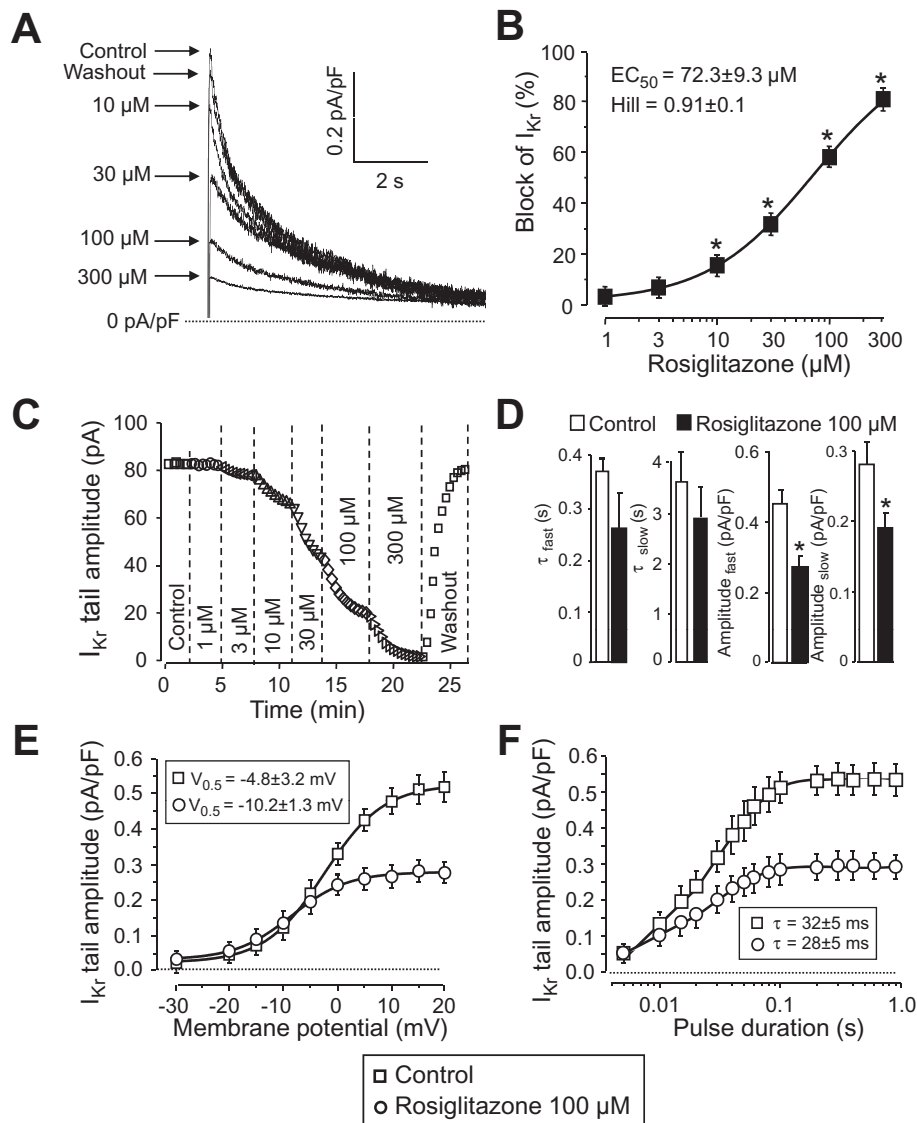 A
Control
Washout
10 µM
30 µM
100 µM
300 µM
0 pA/pF
0.2 pA/pF
2 s
B
Block of IKr (%)
100
80
60
40
20
0
EC50 = 72.3±9.3 µM
Hill = 0.91±0.1
*
*
*
*
1 3 10 30 100 300
Rosiglitazone (µM)
C
IKr tail amplitude (pA)
100
80
60
40
20
0
Control
1 µM
3 µM
10 µM
30 µM
100 µM
300 µM
Washout
0 5 10 15 20 25
Time (min)
D
Control Rosiglitazone 100 µM
τ fast (s)
0.4
0.2
0.1
0.0
τ slow (s)
4
3
2
1
0
Amplitude fast (pA/pF)
0.6
0.4
0.2
0.0
*
Amplitude slow (pA/pF)
0.3
0.2
0.1
0.0
*
E
IKr tail amplitude (pA/pF)
0.6
0.5
0.4
0.3
0.2
0.1
0.0
V0.5 = -4.8±3.2 mV
V0.5 = -10.2±1.3 mV
-30 -20 -10 0 10 20
Membrane potential (mV)
F
IKr tail amplitude (pA/pF)
0.6
0.5
0.4
0.3
0.2
0.1
0.0
τ = 32±5 ms
τ = 28±5 ms
0.01 0.1 1.0
Pulse duration (s)
Control
Rosiglitazone 100 µM